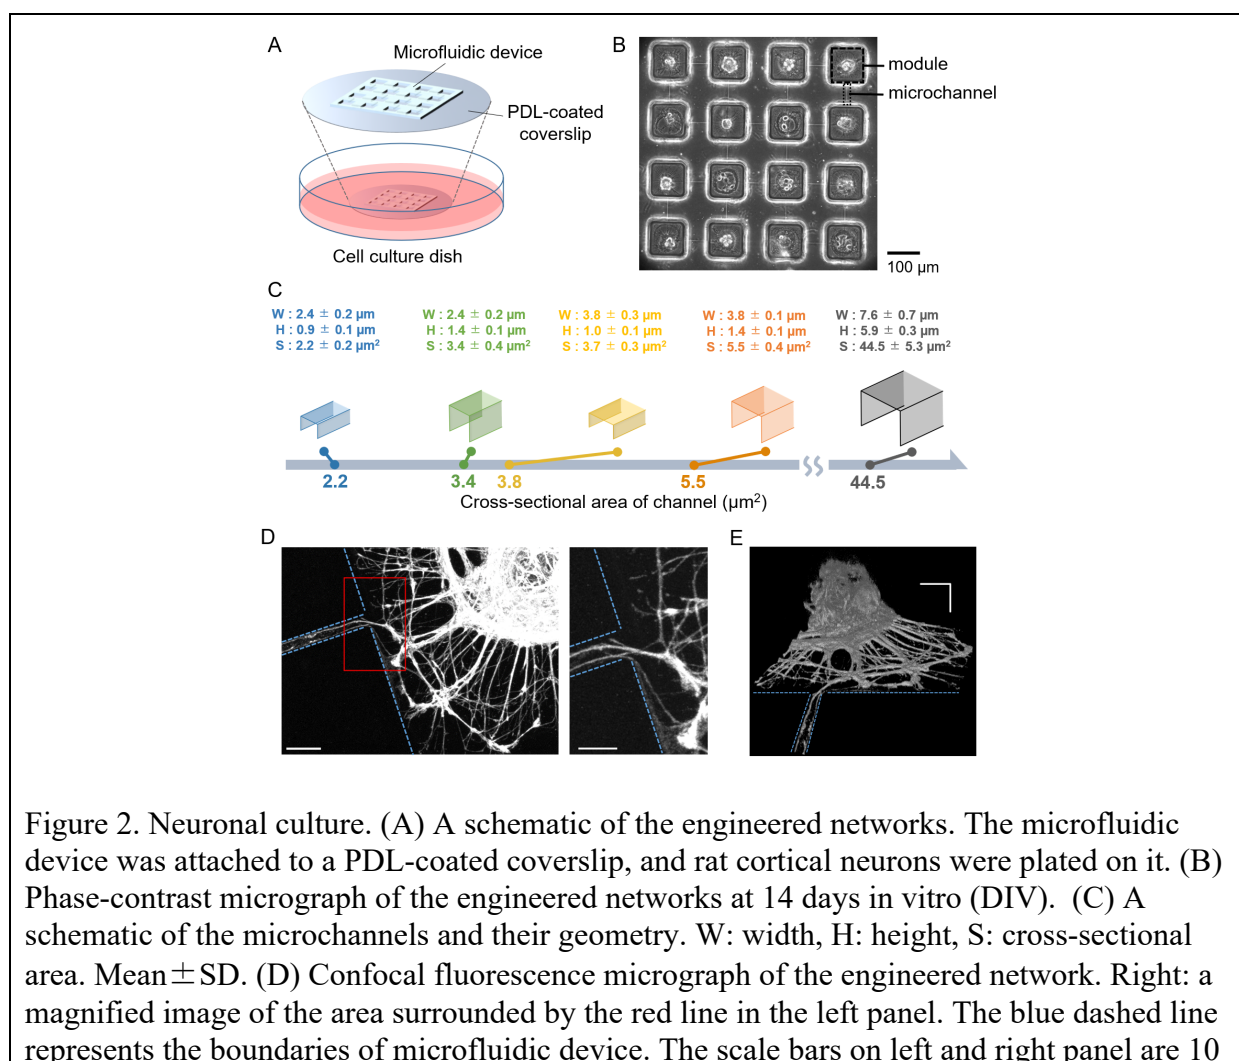 A
Microfluidic device
PDL-coated
coverslip
Cell culture dish
B
module
microchannel
100 µm
C
W : 2.4 ± 0.2 µm
H : 0.9 ± 0.1 µm
S : 2.2 ± 0.2 µm²
W : 2.4 ± 0.2 µm
H : 1.4 ± 0.1 µm
S : 3.4 ± 0.4 µm²
W : 3.8 ± 0.3 µm
H : 1.0 ± 0.1 µm
S : 3.7 ± 0.3 µm²
W : 3.8 ± 0.1 µm
H : 1.4 ± 0.1 µm
S : 5.5 ± 0.4 µm²
W : 7.6 ± 0.7 µm
H : 5.9 ± 0.3 µm
S : 44.5 ± 5.3 µm²
2.2
3.4
3.8
5.5
44.5
Cross-sectional area of channel (µm²)
D
E
Figure 2. Neuronal culture. (A) A schematic of the engineered networks. The microfluidic
device was attached to a PDL-coated coverslip, and rat cortical neurons were plated on it. (B)
Phase-contrast micrograph of the engineered networks at 14 days in vitro (DIV). (C) A
schematic of the microchannels and their geometry. W: width, H: height, S: cross-sectional
area. Mean±SD. (D) Confocal fluorescence micrograph of the engineered network. Right: a
magnified image of the area surrounded by the red line in the left panel. The blue dashed line
represents the boundaries of microfluidic device. The scale bars on left and right panel are 10